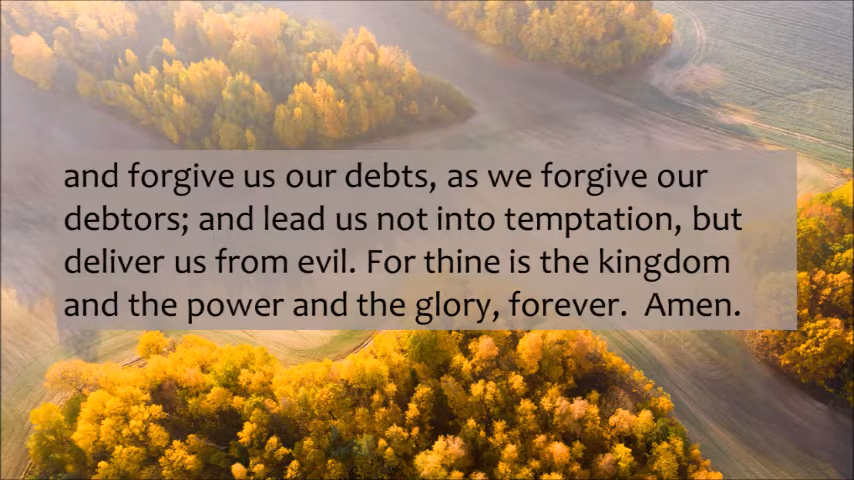 and forgive us our debts, as we forgive our
debtors; and lead us not into temptation, but
deliver us from evil. For thine is the kingdom
and the power and the glory, forever.  Amen.